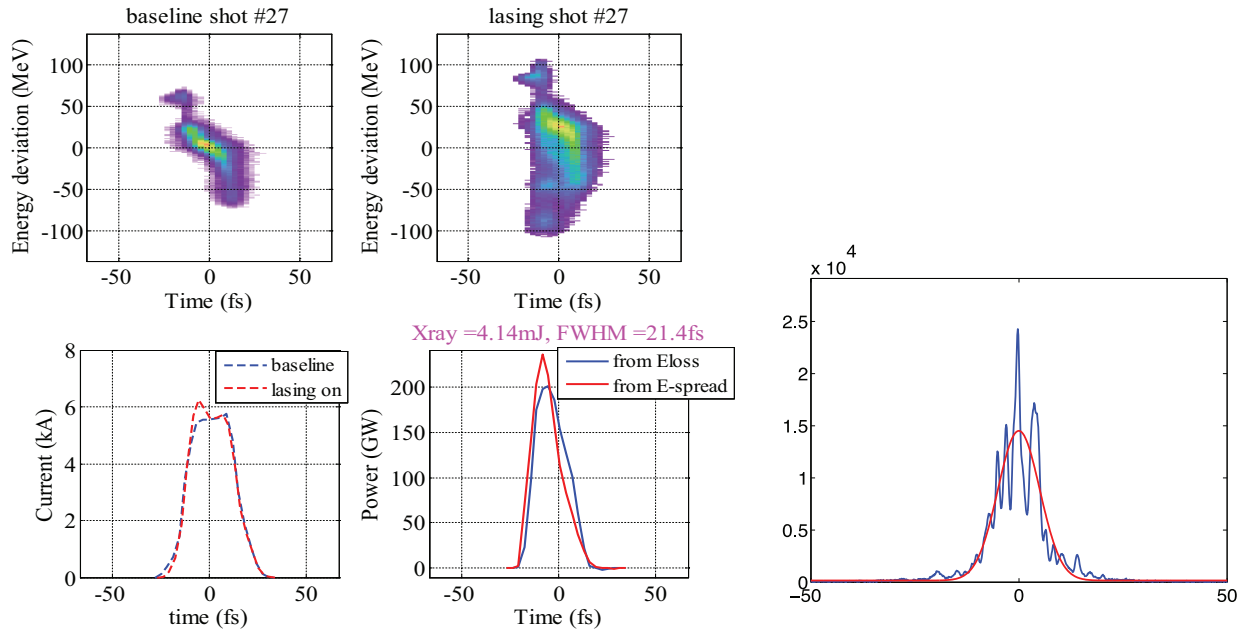 baseline shot #27
Energy deviation (MeV)
100
50
0
-50
-100
-50 0 50
Time (fs)
lasing shot #27
Energy deviation (MeV)
100
50
0
-50
-100
-50 0 50
Time (fs)
Current (kA)
8
6
4
2
0
baseline
lasing on
-50 0 50
time (fs)
Xray =4.14mJ, FWHM =21.4fs
Power (GW)
200
150
100
50
0
from Eloss
from E-spread
-50 0 50
Time (fs)
x 10^4
2.5
2
1.5
1
0.5
0
−50 0 50